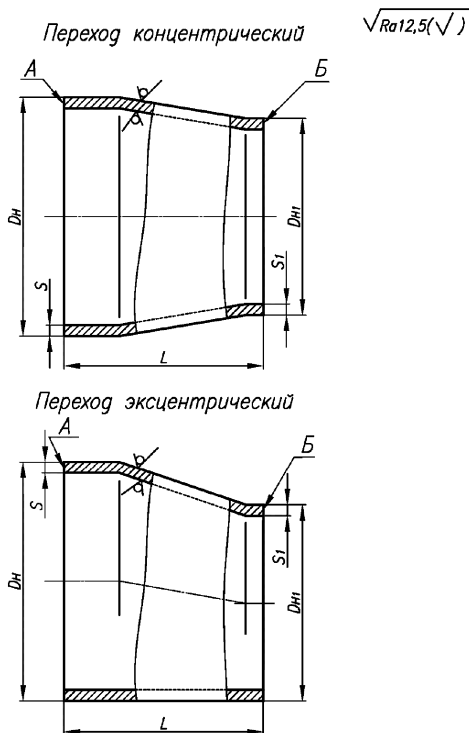 Переход концентрический
√Ra12,5(√)
А
Б
Dн
S
S1
Dн1
L
Переход эксцентрический
А
Б
S
Dн
S1
Dн1
L